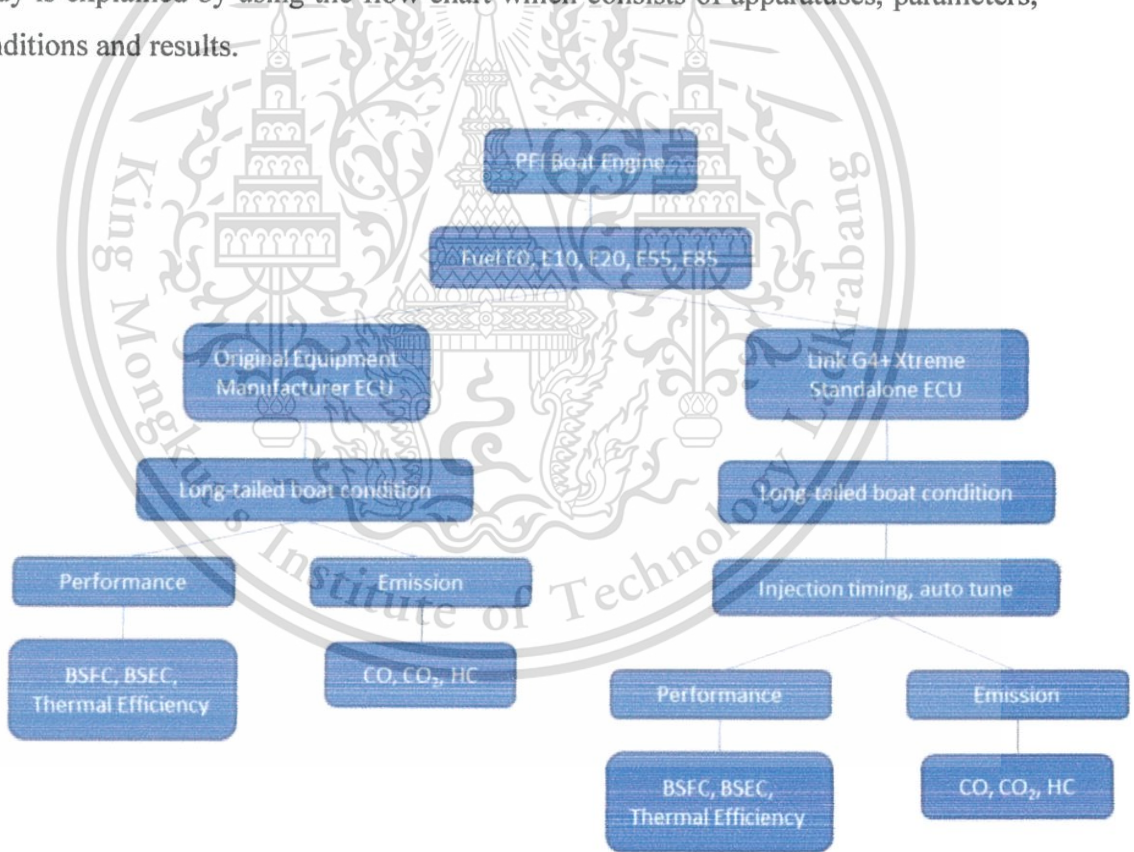 dy is explained by using the flow chart which consists of apparatuses, parameters,
nditions and results.
PFI Boat Engine
Fuel E0, E10, E20, E55, E85
Original Equipment
Manufacturer ECU
Link G4+ Xtreme
Standalone ECU
Long-tailed boat condition
Long-tailed boat condition
Performance
Emission
Injection timing, auto tune
BSFC, BSEC,
Thermal Efficiency
CO, CO₂, HC
Performance
Emission
BSFC, BSEC,
Thermal Efficiency
CO, CO₂, HC
King Mongkut's Institute of Technology Ladkrabang